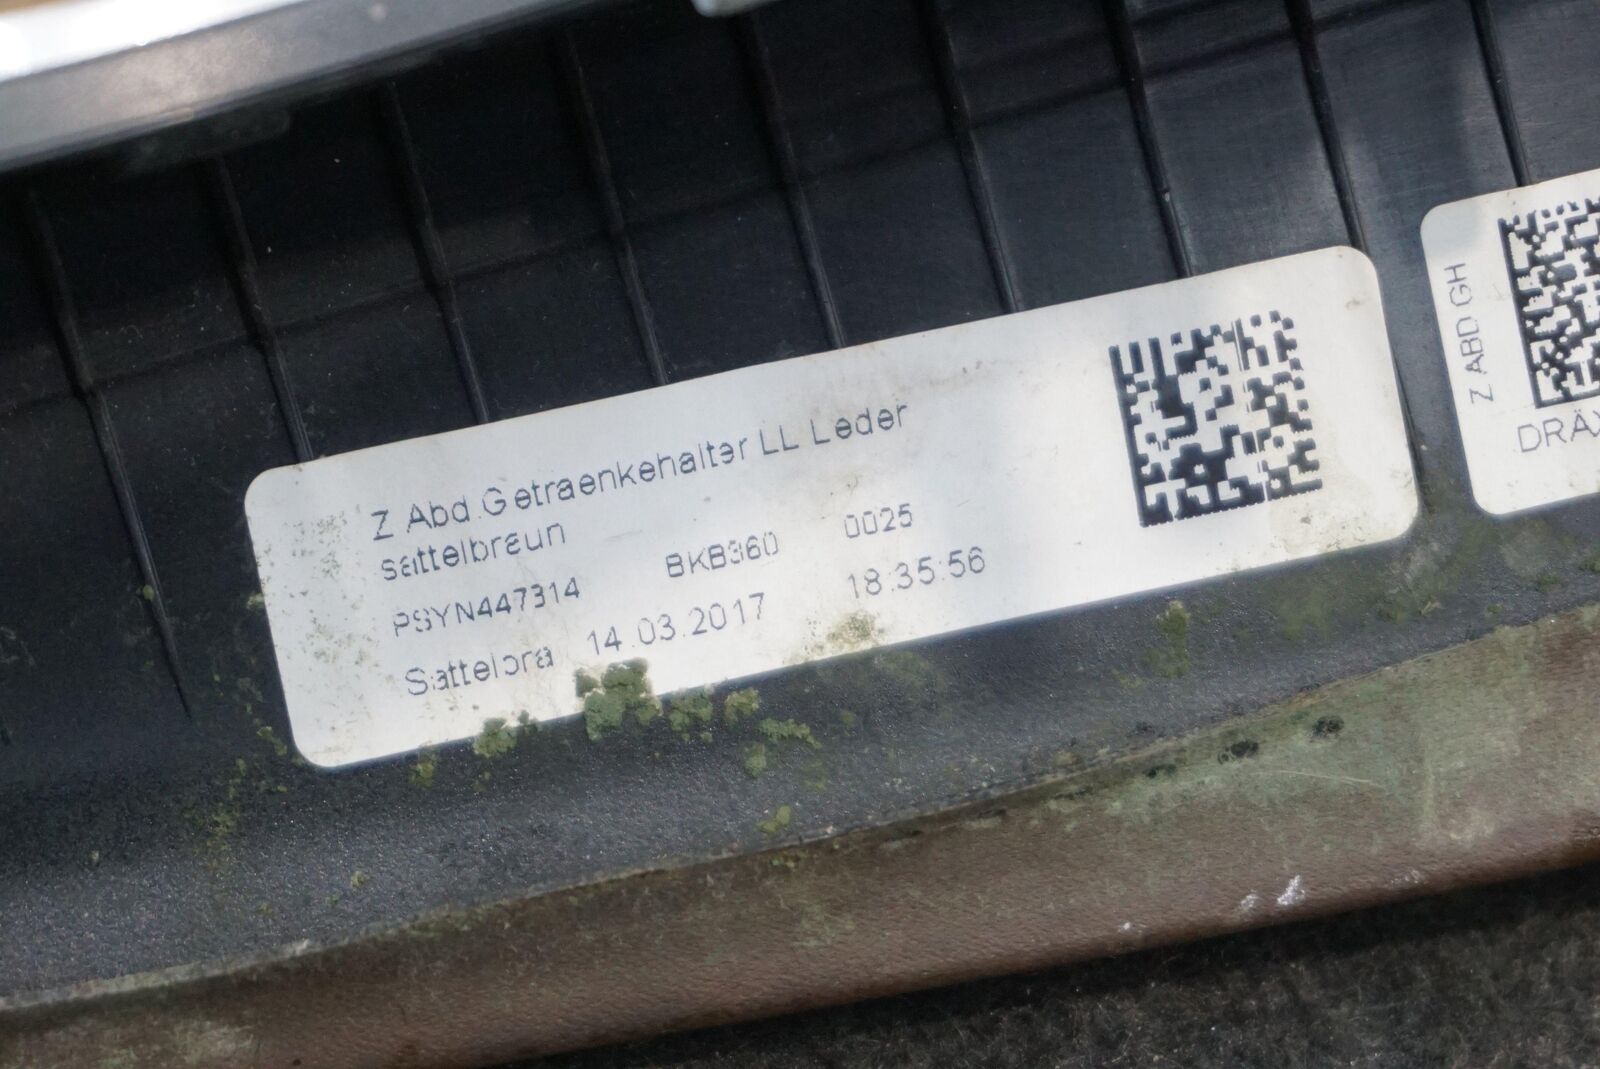 Z Abd.Getraenkehalter LL Leder
sattelbraun
PSYN447314 BKB360 0025
Sattelbra 14.03.2017 18:35:56
Z ABD GH
DRÄX